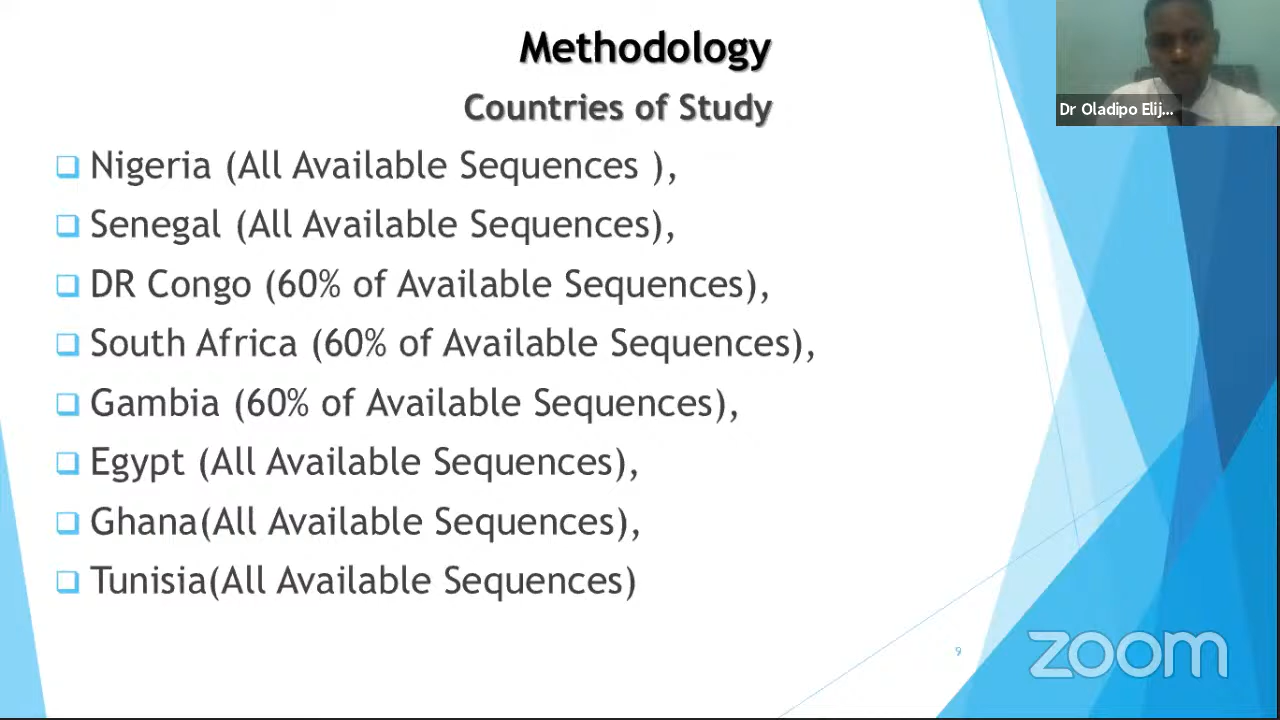 Methodology
Countries of Study
Nigeria (All Available Sequences ),
Senegal (All Available Sequences),
DR Congo (60% of Available Sequences),
South Africa (60% of Available Sequences),
Gambia (60% of Available Sequences),
Egypt (All Available Sequences),
Ghana(All Available Sequences),
Tunisia(All Available Sequences)
Dr Oladipo Elij...
9
zoom